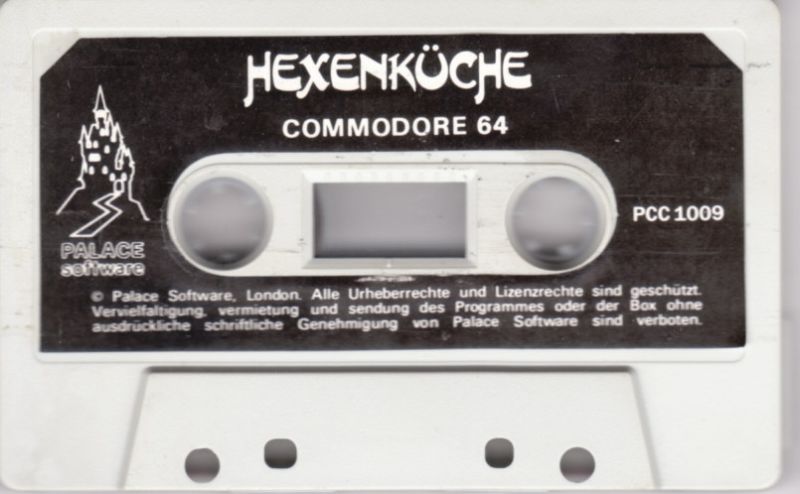 HEXENKÜCHE
COMMODORE 64
PCC 1009
PALACE
software
© Palace Software, London. Alle Urheberrechte und Lizenzrechte sind geschützt.
Vervielfaltigung, vermietung und sendung des Programmes oder der Box ohne
ausdrückliche schriftliche Genehmigung von Palace Software sind verboten.